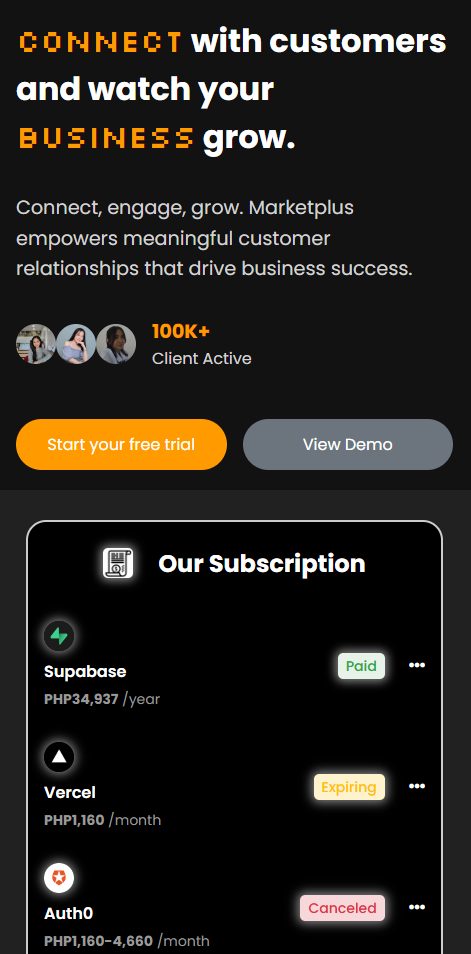 CONNECT with customers
and watch your
BUSINESS grow.
Connect, engage, grow. Marketplus
empowers meaningful customer
relationships that drive business success.
100K+
Client Active
Start your free trial
View Demo
Our Subscription
Supabase
Paid
•••
PHP34,937 /year
Vercel
Expiring
•••
PHP1,160 /month
Auth0
Canceled
•••
PHP1,160-4,660 /month